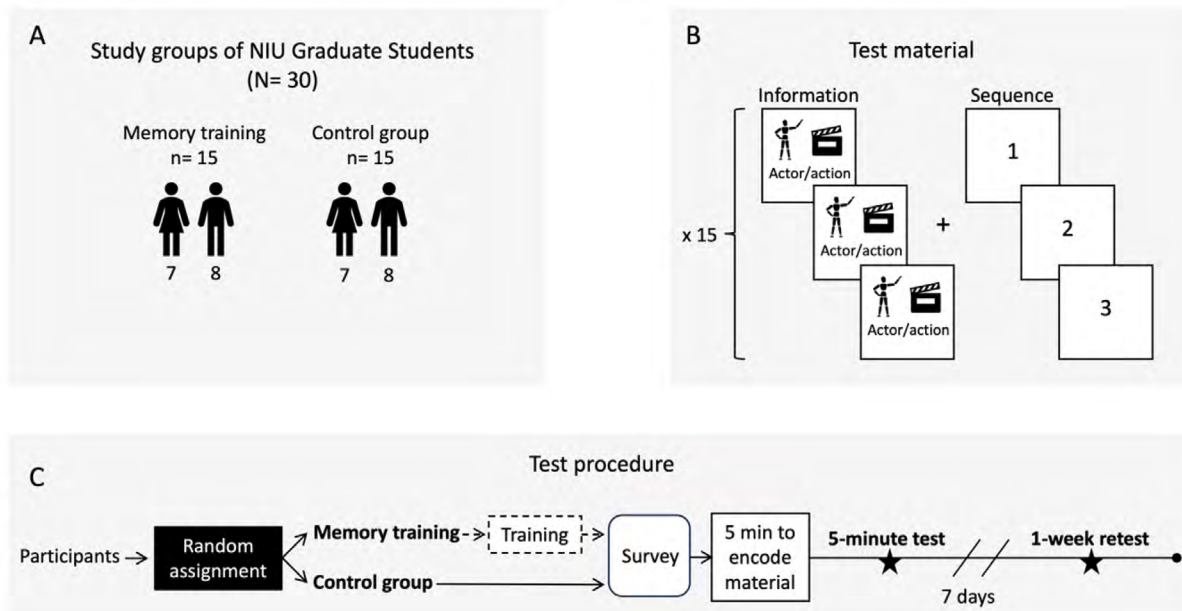 A
Study groups of NIU Graduate Students
(N= 30)
Memory training
n= 15
Control group
n= 15
7 8
7 8
B
Test material
Information
Sequence
x 15
Actor/action
Actor/action
Actor/action
+
1
2
3
C
Test procedure
Participants
Random
assignment
Memory training
Training
Control group
Survey
5 min to
encode
material
5-minute test
7 days
1-week retest